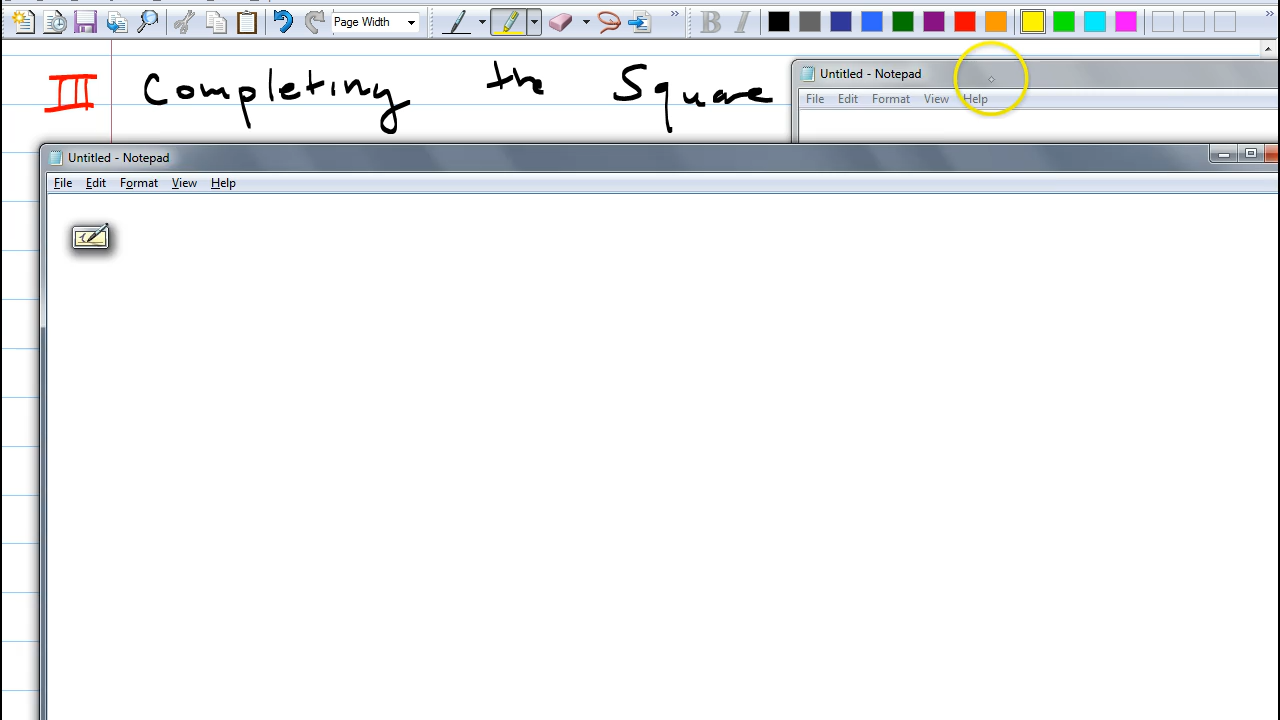 Page Width
B I
III Completing the Square
Untitled - Notepad
File Edit Format View Help
Untitled - Notepad
File Edit Format View Help